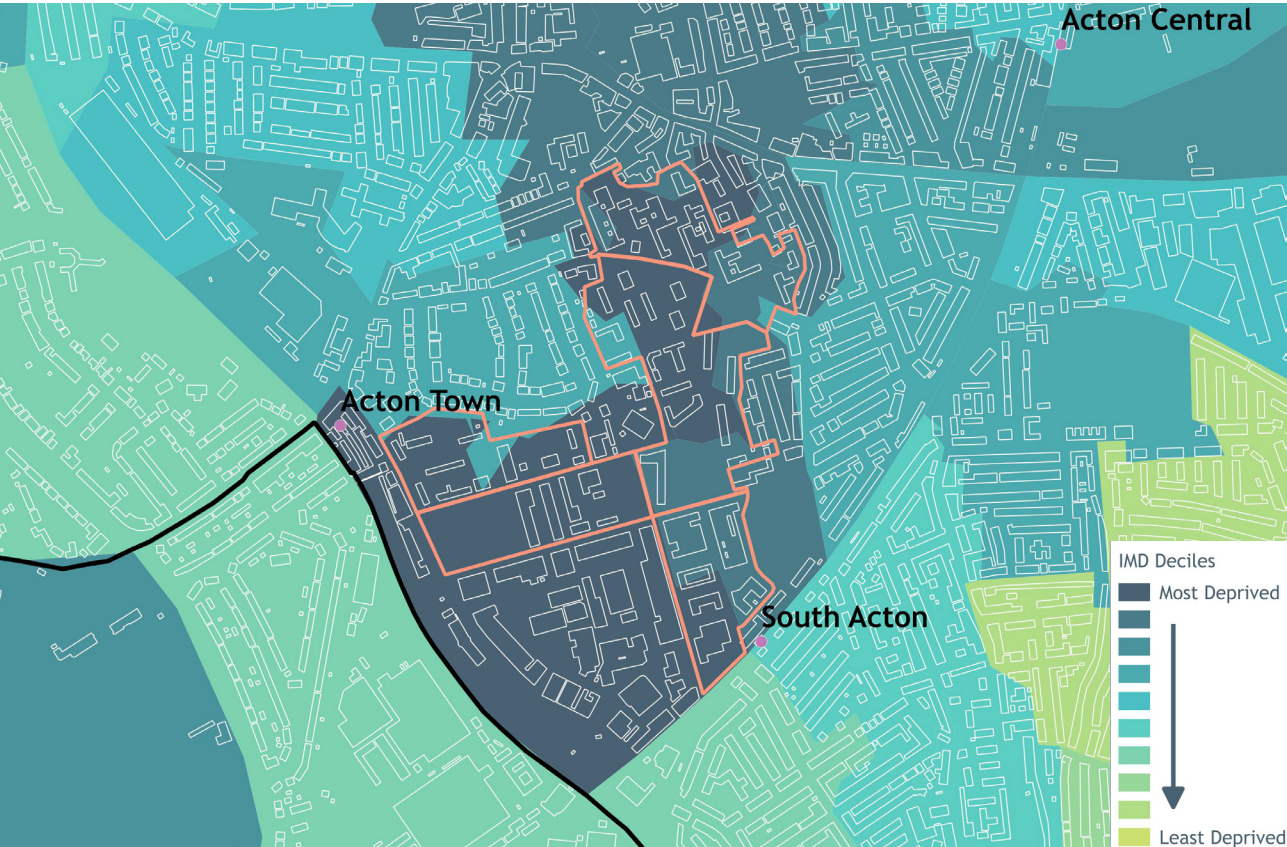 Acton Central
Acton Town
South Acton
IMD Deciles
Most Deprived
Least Deprived